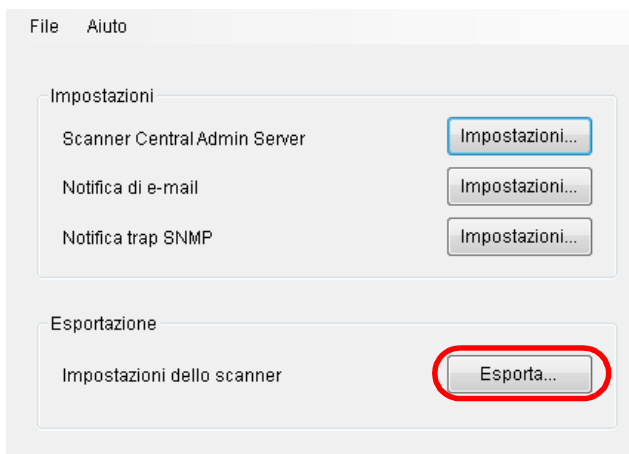 File Aiuto
Impostazioni
Scanner Central Admin Server Impostazioni...
Notifica di e-mail Impostazioni...
Notifica trap SNMP Impostazioni...
Esportazione
Impostazioni dello scanner Esporta...